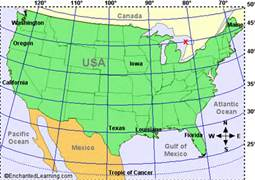 120° 110° 100° 90° 80° 70° 60°
50°
Canada
Washington
Maine
45°
Oregon
40°
USA
Iowa
35°
California
Atlantic
Ocean
30°
N
W E
S
Texas
Louisiana
Florida
25°
Pacific
Ocean
Mexico
Gulf of
Mexico
Tropic of Cancer
©EnchantedLearning.com